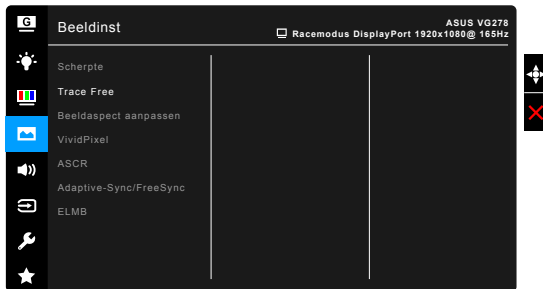 G
Beeldinst
ASUS VG278
Racemodus DisplayPort 1920x1080@ 165Hz
Scherpte
Trace Free
Beeldaspect aanpassen
VividPixel
ASCR
Adaptive-Sync/FreeSync
ELMB